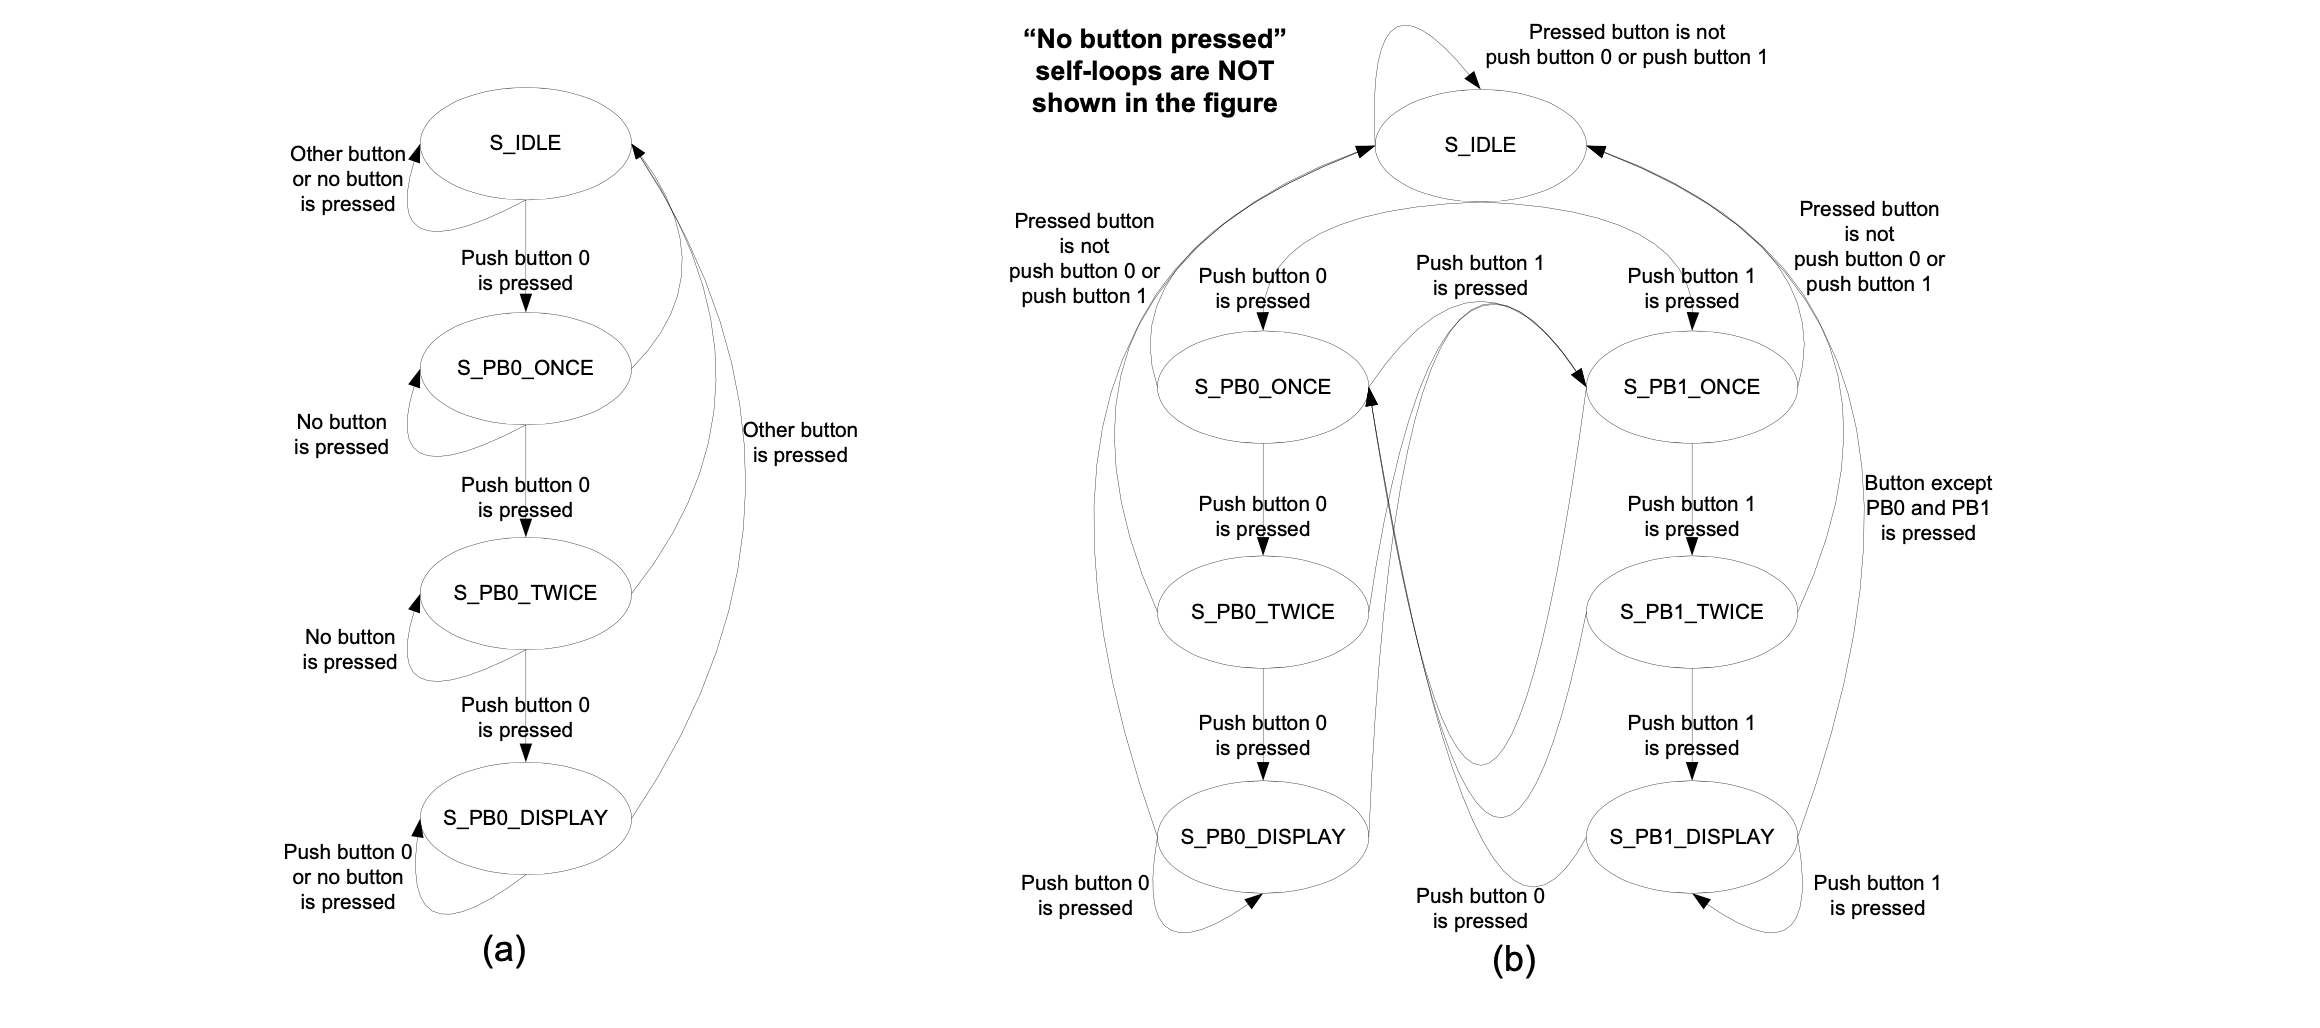 S_IDLE
Other button
or no button
is pressed
Push button 0
is pressed
S_PB0_ONCE
No button
is pressed
Other button
is pressed
Push button 0
is pressed
S_PB0_TWICE
No button
is pressed
Push button 0
is pressed
S_PB0_DISPLAY
Push button 0
or no button
is pressed
(a)
“No button pressed”
self-loops are NOT
shown in the figure
Pressed button is not
push button 0 or push button 1
S_IDLE
Pressed button
is not
push button 0 or
push button 1
Pressed button
is not
push button 0 or
push button 1
Push button 0
is pressed
Push button 1
is pressed
Push button 1
is pressed
S_PB0_ONCE
S_PB1_ONCE
Push button 0
is pressed
Push button 1
is pressed
Button except
PB0 and PB1
is pressed
S_PB0_TWICE
S_PB1_TWICE
Push button 0
is pressed
Push button 1
is pressed
S_PB0_DISPLAY
S_PB1_DISPLAY
Push button 0
is pressed
Push button 0
is pressed
Push button 1
is pressed
(b)